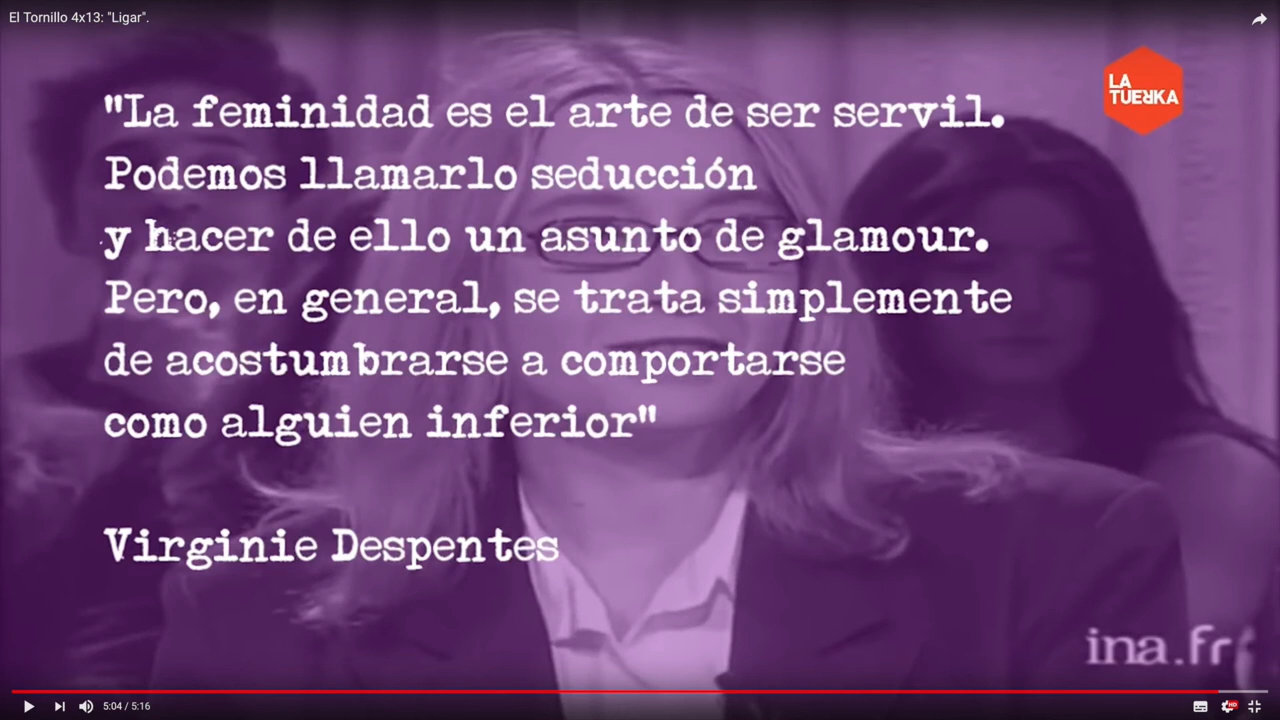 El Tornillo 4x13: "Ligar".
LA
TUERKA
"La feminidad es el arte de ser servil.
Podemos llamarlo seducción
y hacer de ello un asunto de glamour.
Pero, en general, se trata simplemente
de acostumbrarse a comportarse
como alguien inferior"
Virginie Despentes
ina.fr
5:04 / 5:16
HD